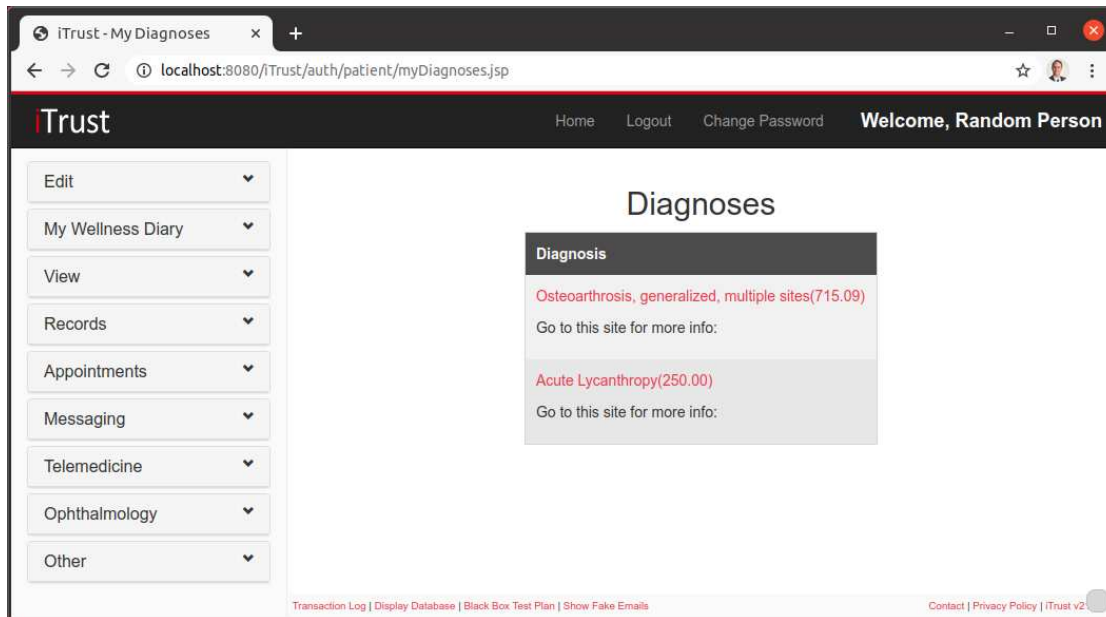 iTrust - My Diagnoses
localhost:8080/iTrust/auth/patient/myDiagnoses.jsp
iTrust
Home Logout Change Password Welcome, Random Person
Edit
My Wellness Diary
View
Records
Appointments
Messaging
Telemedicine
Ophthalmology
Other
Diagnoses
Diagnosis
Osteoarthrosis, generalized, multiple sites(715.09)
Go to this site for more info:
Acute Lycanthropy(250.00)
Go to this site for more info:
Transaction Log | Display Database | Black Box Test Plan | Show Fake Emails
Contact | Privacy Policy | iTrust